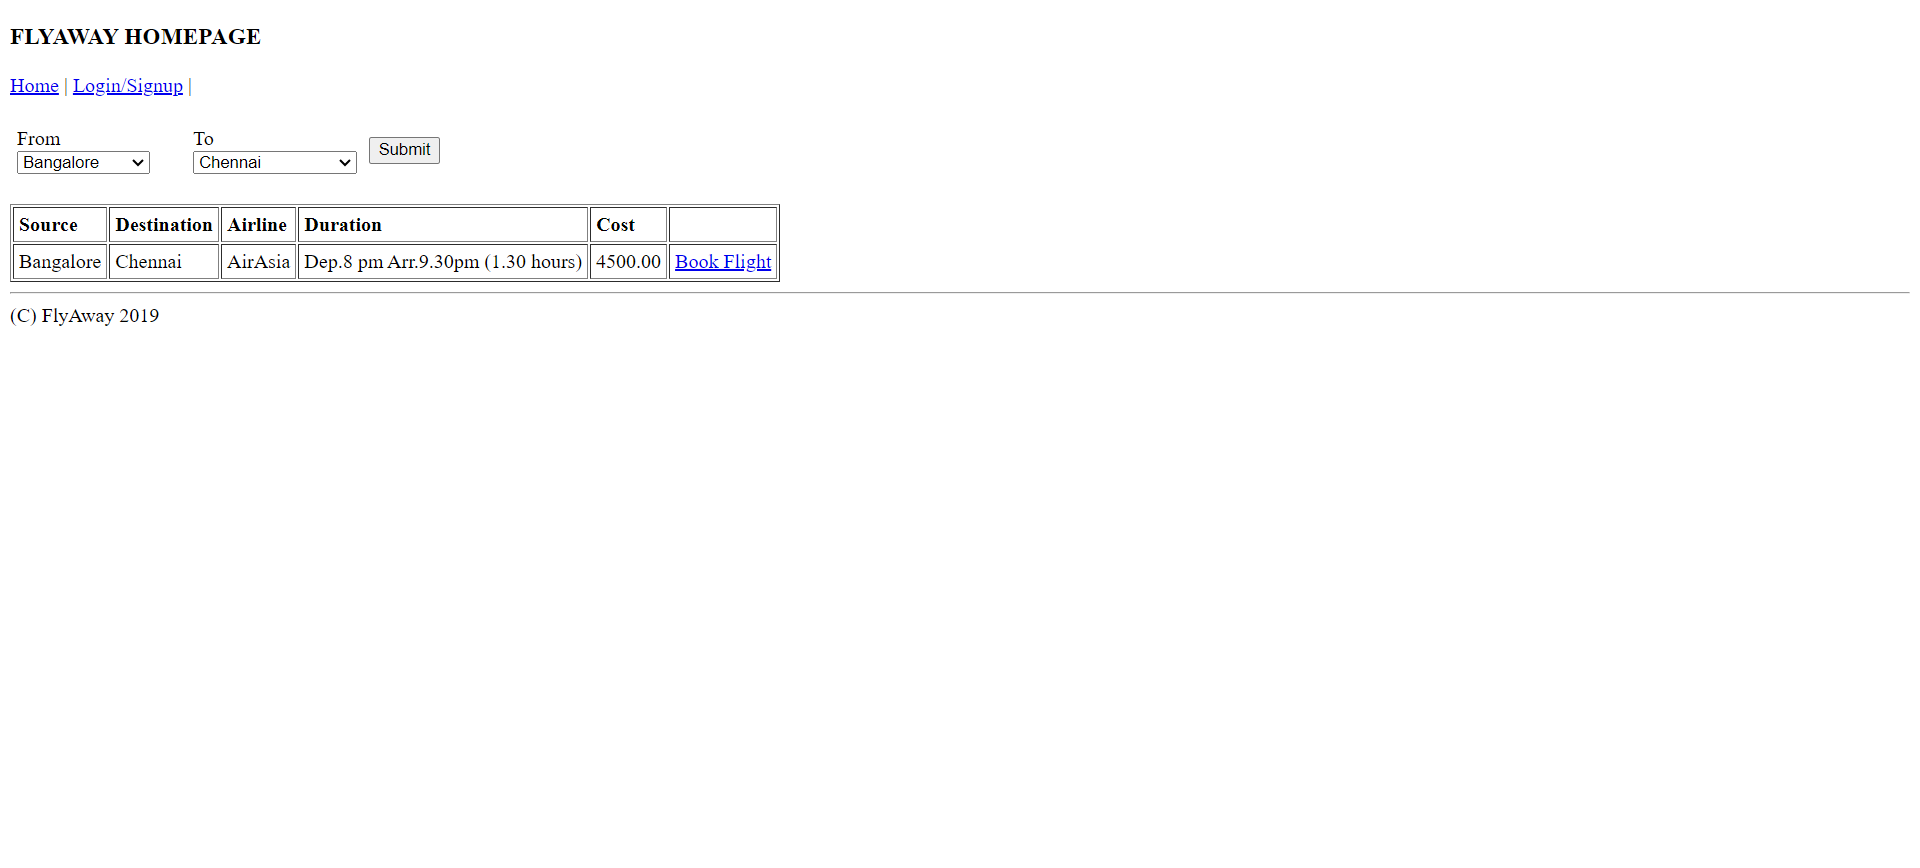 FLYAWAY HOMEPAGE
Home | Login/Signup |
From To
Bangalore Chennai Submit
Source Destination Airline Duration Cost
Bangalore Chennai AirAsia Dep.8 pm Arr.9.30pm (1.30 hours) 4500.00 Book Flight
(C) FlyAway 2019